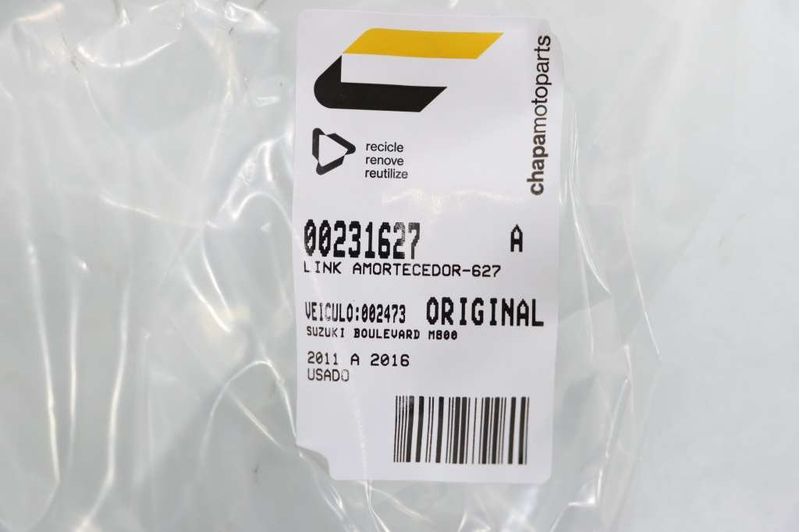 chapamotoparts
recicle
renove
reutilize
00231627 A
LINK AMORTECEDOR-627
VEICULO:002473 ORIGINAL
SUZUKI BOULEVARD M800
2011 A 2016
USADO